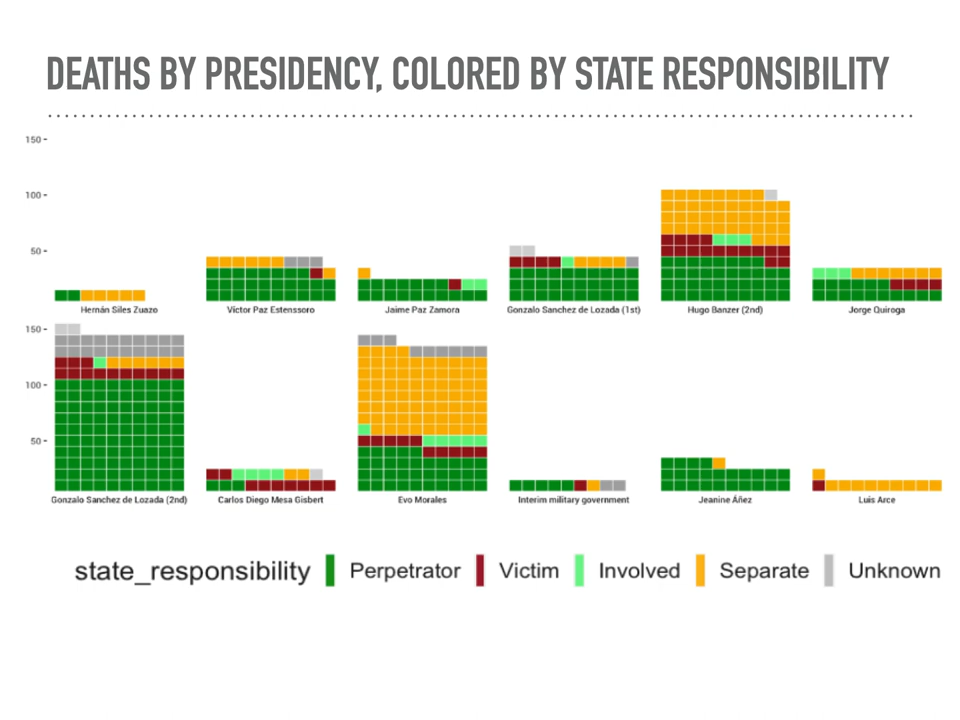 DEATHS BY PRESIDENCY, COLORED BY STATE RESPONSIBILITY
150
100
50
Hernán Siles Zuazo
Víctor Paz Estenssoro
Jaime Paz Zamora
Gonzalo Sanchez de Lozada (1st)
Hugo Banzer (2nd)
Jorge Quiroga
150
100
50
Gonzalo Sanchez de Lozada (2nd)
Carlos Diego Mesa Gisbert
Evo Morales
Interim military government
Jeanine Áñez
Luis Arce
state_responsibility Perpetrator Victim Involved Separate Unknown